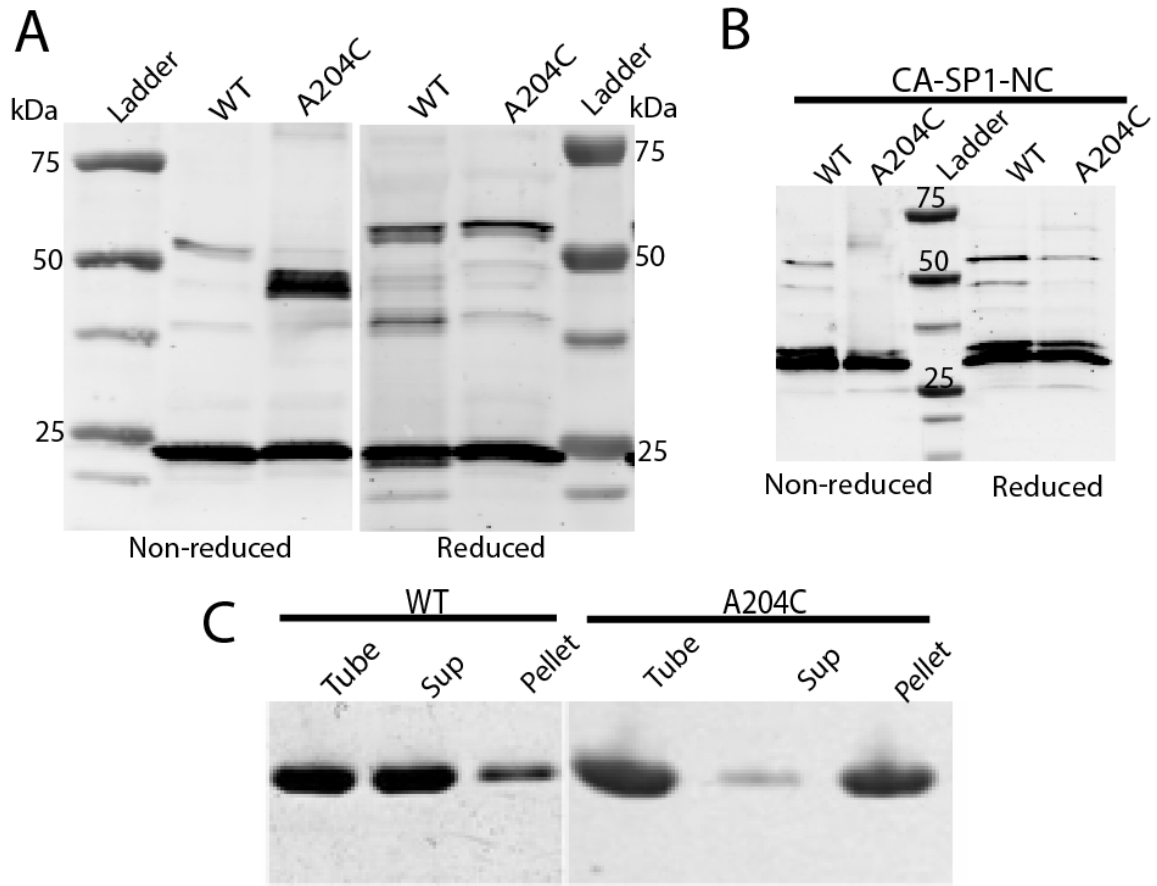 A
kDa
Ladder
WT
A204C
WT
A204C
Ladder
kDa
75
50
25
75
50
25
Non-reduced
Reduced
B
CA-SP1-NC
WT
A204C
Ladder
WT
A204C
75
50
25
Non-reduced
Reduced
C
WT
A204C
Tube
Sup
Pellet
Tube
Sup
Pellet